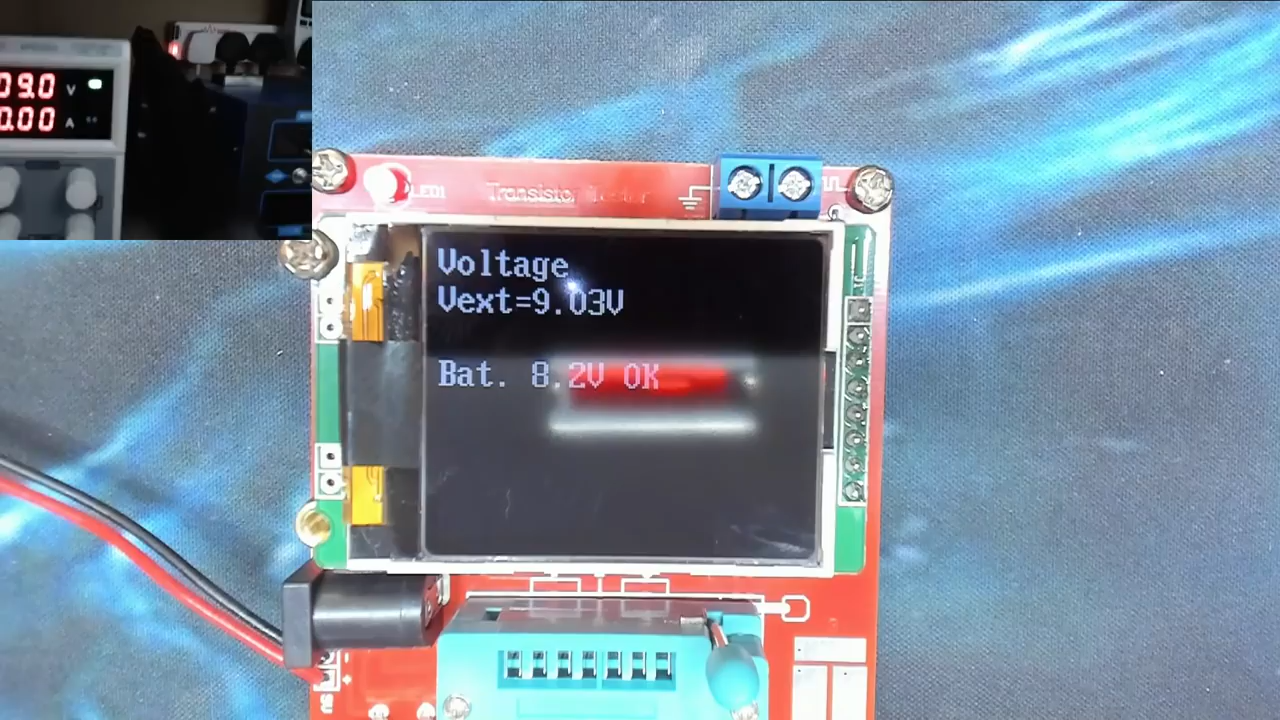 09.0 V
0.00 A
LED1 Transistor Tester
Voltage
Vext=9.03V
Bat. 8.2V OK
- +